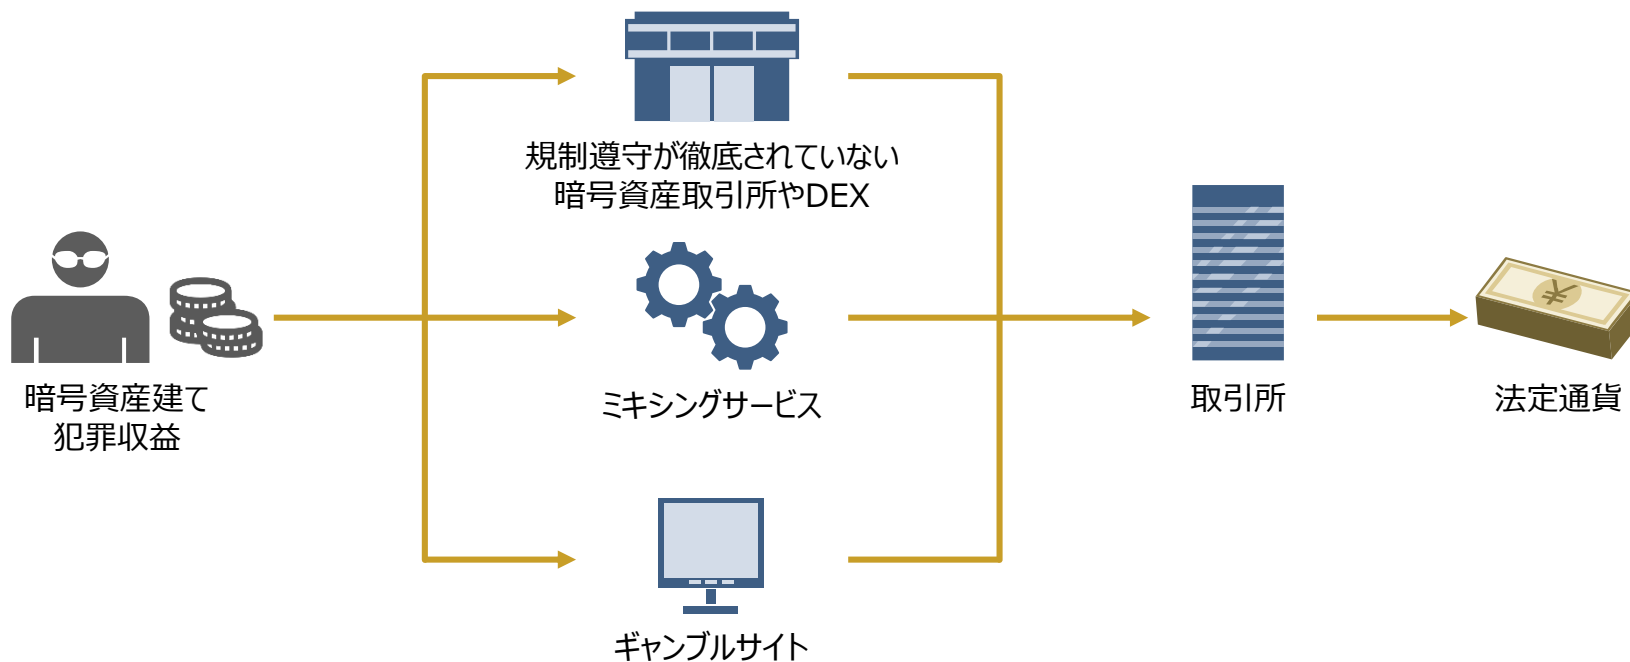 規制遵守が徹底されていない
暗号資産取引所やDEX
暗号資産建て
犯罪収益
ミキシングサービス
取引所
¥
法定通貨
ギャンブルサイト